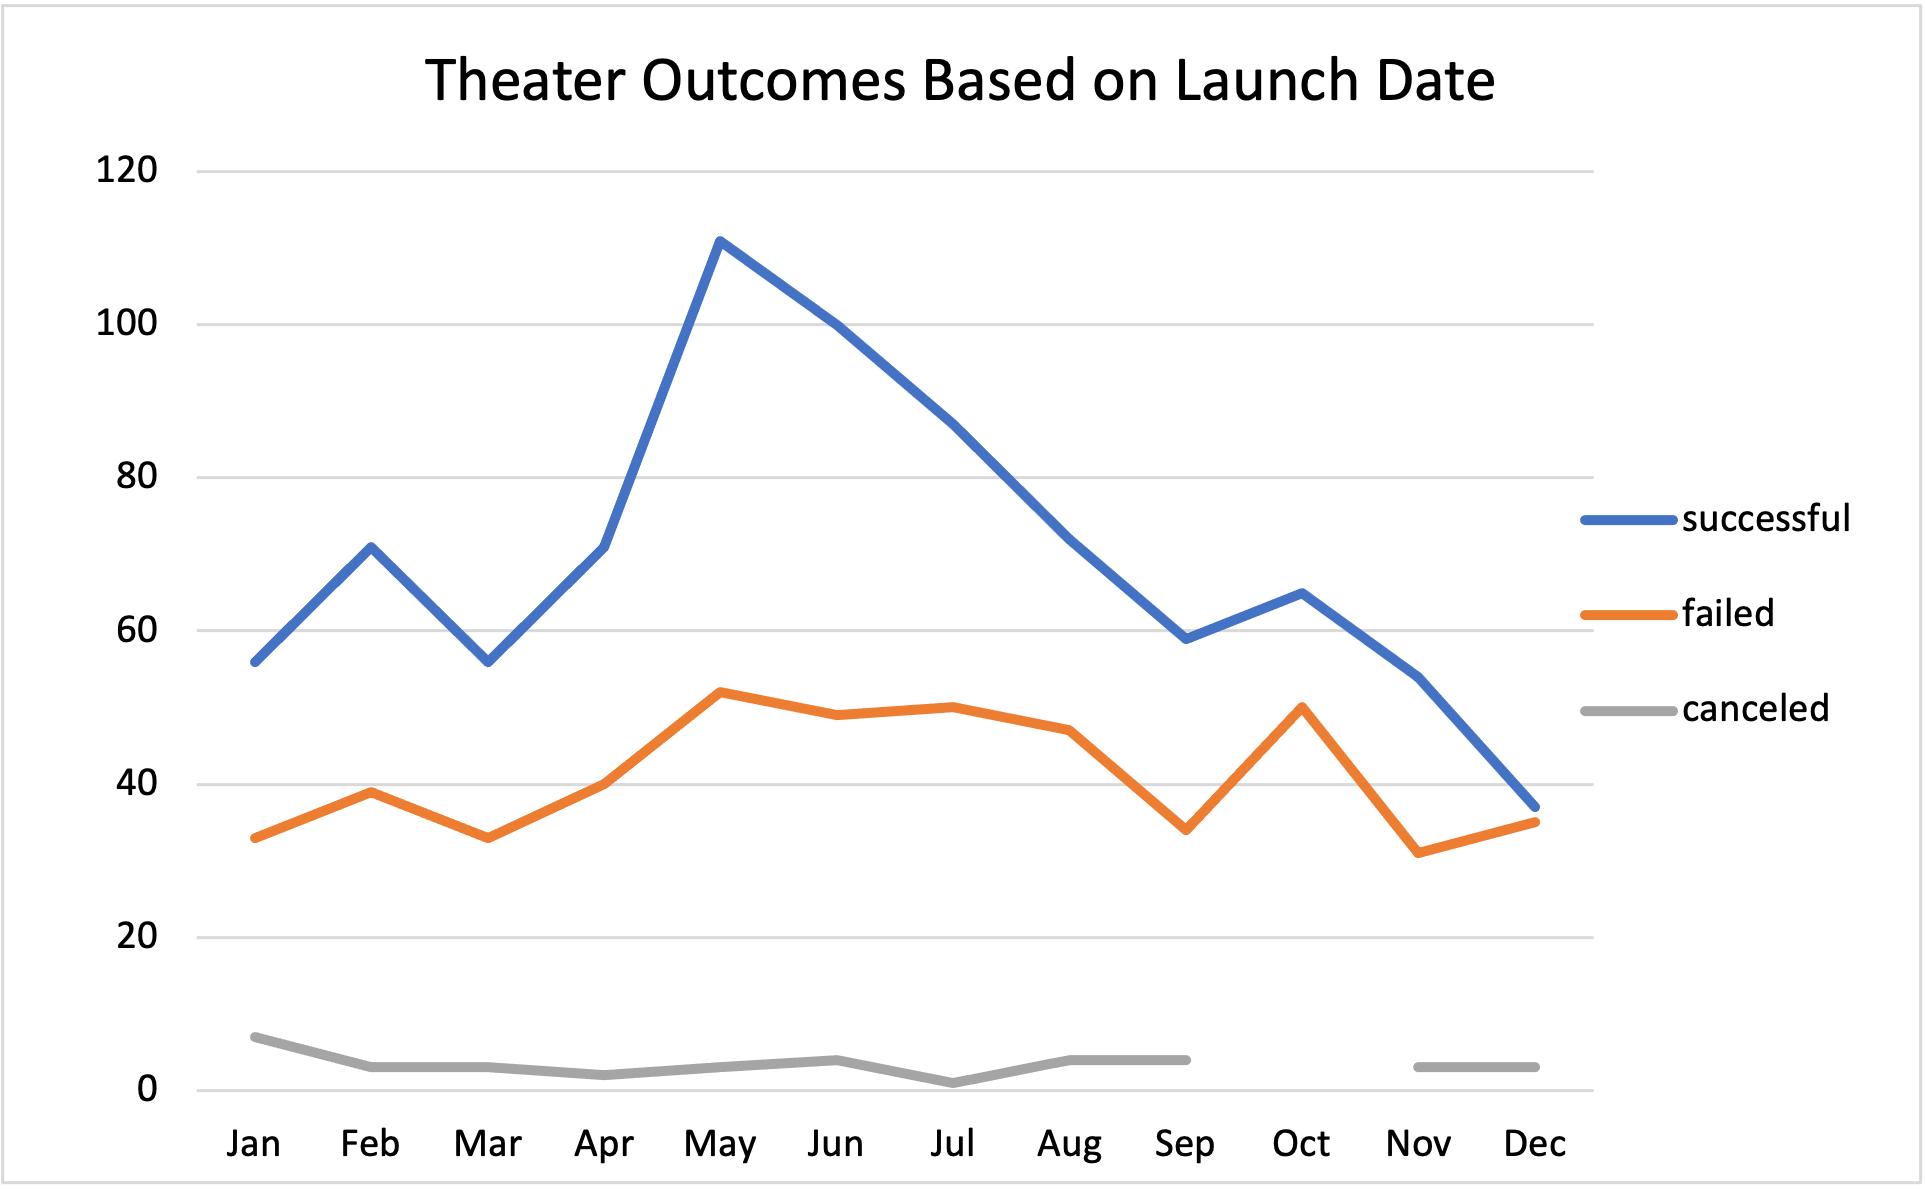 Theater Outcomes Based on Launch Date
120
100
80
60
40
20
0
Jan Feb Mar Apr May Jun Jul Aug Sep Oct Nov Dec
successful
failed
canceled